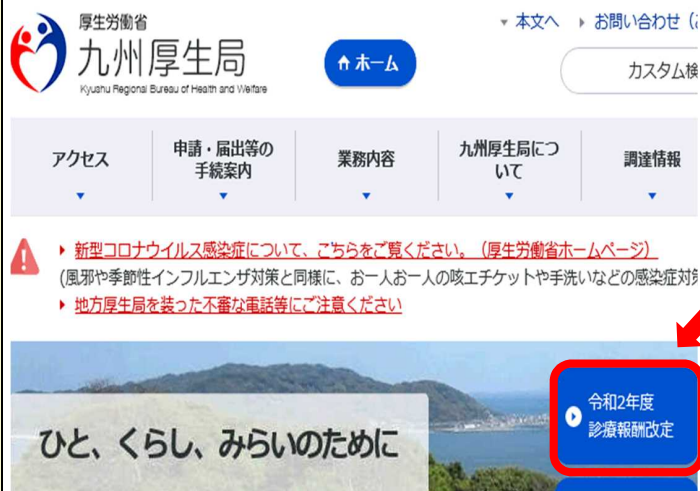 厚生労働省
九州厚生局
Kyushu Regional Bureau of Health and Welfare
本文へ お問い合わせ（
ホーム
カスタム検
アクセス
申請・届出等の
手続案内
業務内容
九州厚生局につ
いて
調達情報
新型コロナウイルス感染症について、こちらをご覧ください。（厚生労働省ホームページ）
(風邪や季節性インフルエンザ対策と同様に、お一人お一人の咳エチケットや手洗いなどの感染症対
地方厚生局を装った不審な電話等にご注意ください
令和2年度
診療報酬改定
ひと、くらし、みらいのために